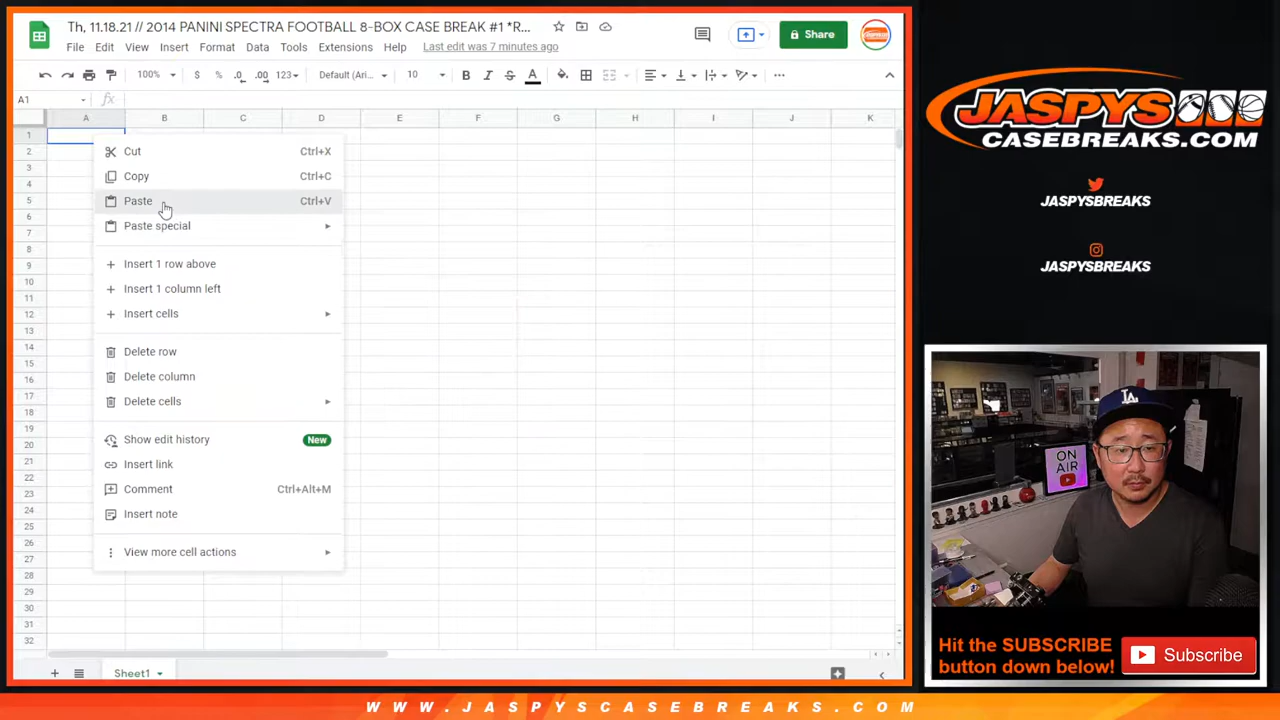 Th, 11.18.21 // 2014 PANINI SPECTRA FOOTBALL 8-BOX CASE BREAK #1 *R...
File Edit View Insert Format Data Tools Extensions Help Last edit was 7 minutes ago
Share
100% $ % .0 .00 123 Default (Ari... 10 B I S A
A1 fx
A B C D E F G H I J K
1
2
3
4
5
6
7
8
9
10
11
12
13
14
15
16
17
18
19
20
21
22
23
24
25
26
27
28
29
30
31
32
Cut Ctrl+X
Copy Ctrl+C
Paste Ctrl+V
Paste special
Insert 1 row above
Insert 1 column left
Insert cells
Delete row
Delete column
Delete cells
Show edit history New
Insert link
Comment Ctrl+Alt+M
Insert note
View more cell actions
Sheet1
JASPYS
CASEBREAKS.COM
JASPYSBREAKS
JASPYSBREAKS
LA
ON
AIR
Hit the SUBSCRIBE
button down below!
Subscribe
WWW.JASPYSCASEBREAKS.COM